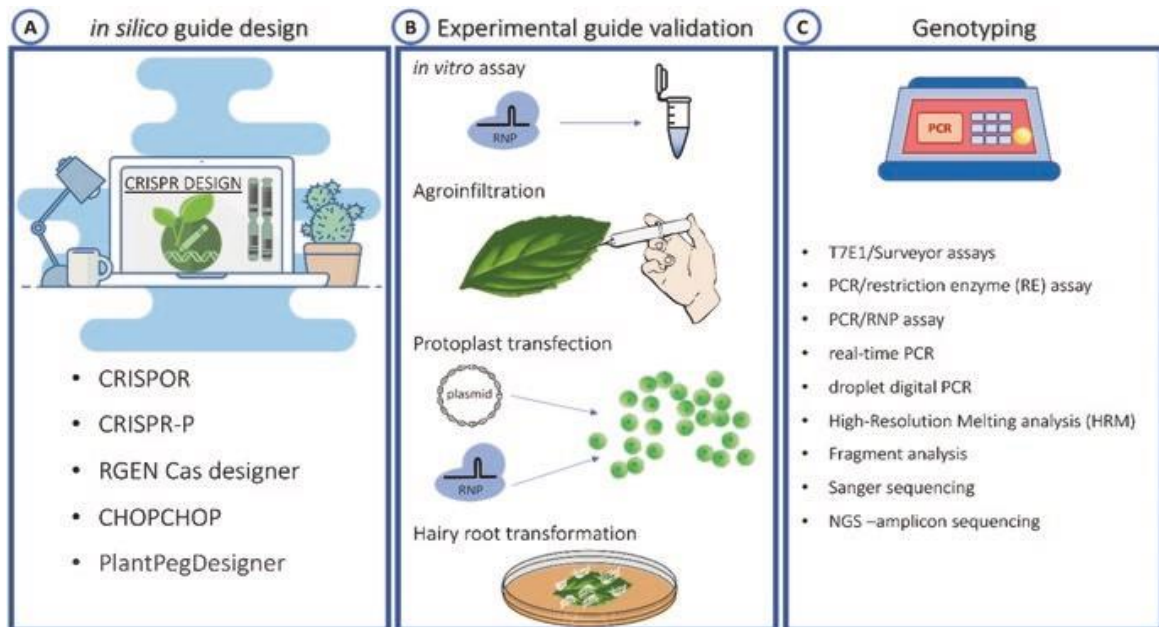 A
in silico guide design
CRISPR DESIGN
• CRISPOR
• CRISPR-P
• RGEN Cas designer
• CHOPCHOP
• PlantPegDesigner
B
Experimental guide validation
in vitro assay
RNP
Agroinfiltration
Protoplast transfection
plasmid
RNP
Hairy root transformation
C
Genotyping
PCR
• T7E1/Surveyor assays
• PCR/restriction enzyme (RE) assay
• PCR/RNP assay
• real-time PCR
• droplet digital PCR
• High-Resolution Melting analysis (HRM)
• Fragment analysis
• Sanger sequencing
• NGS –amplicon sequencing